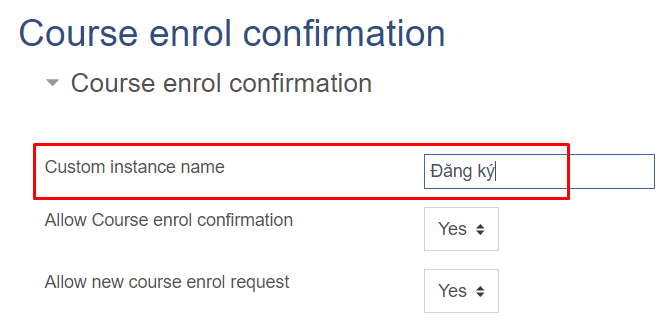 Course enrol confirmation
Course enrol confirmation
Custom instance name Đăng ký
Allow Course enrol confirmation Yes
Allow new course enrol request Yes